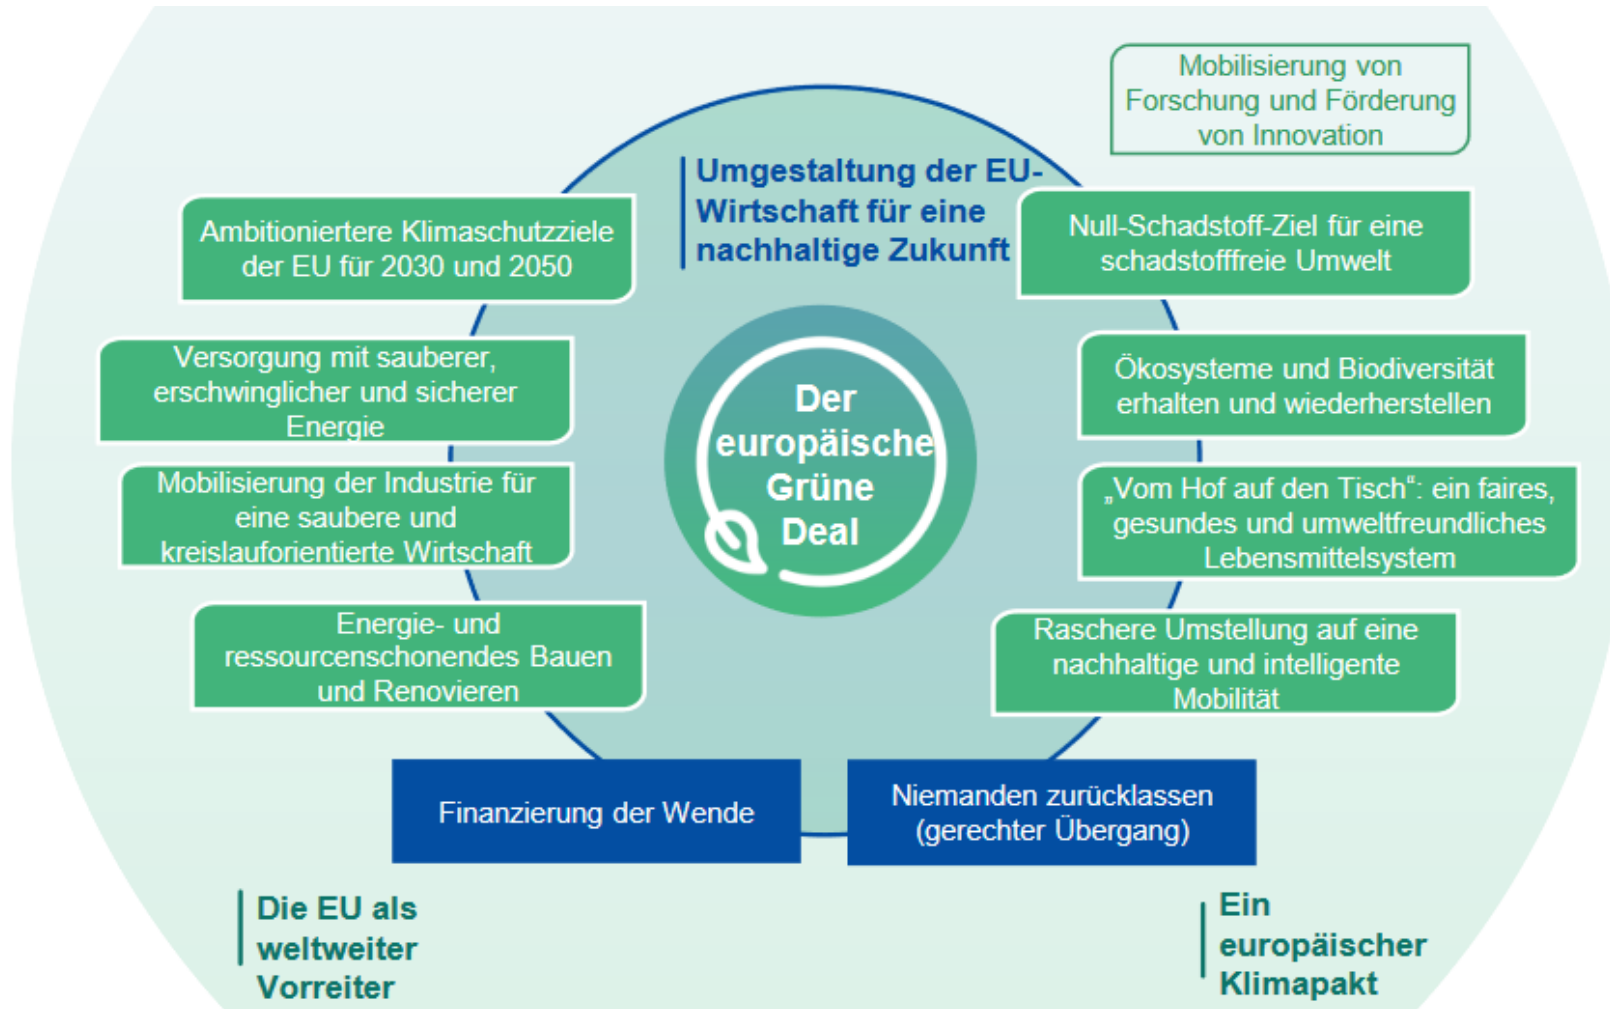 Mobilisierung von
Forschung und Förderung
von Innovation
Umgestaltung der EU-
Wirtschaft für eine
nachhaltige Zukunft
Ambitioniertere Klimaschutzziele
der EU für 2030 und 2050
Null-Schadstoff-Ziel für eine
schadstofffreie Umwelt
Versorgung mit sauberer,
erschwinglicher und sicherer
Energie
Ökosysteme und Biodiversität
erhalten und wiederherstellen
Der
europäische
Grüne
Deal
Mobilisierung der Industrie für
eine saubere und
kreislauforientierte Wirtschaft
„Vom Hof auf den Tisch“: ein faires,
gesundes und umweltfreundliches
Lebensmittelsystem
Energie- und
ressourcenschonendes Bauen
und Renovieren
Raschere Umstellung auf eine
nachhaltige und intelligente
Mobilität
Finanzierung der Wende
Niemanden zurücklassen
(gerechter Übergang)
Die EU als
weltweiter
Vorreiter
Ein
europäischer
Klimapakt